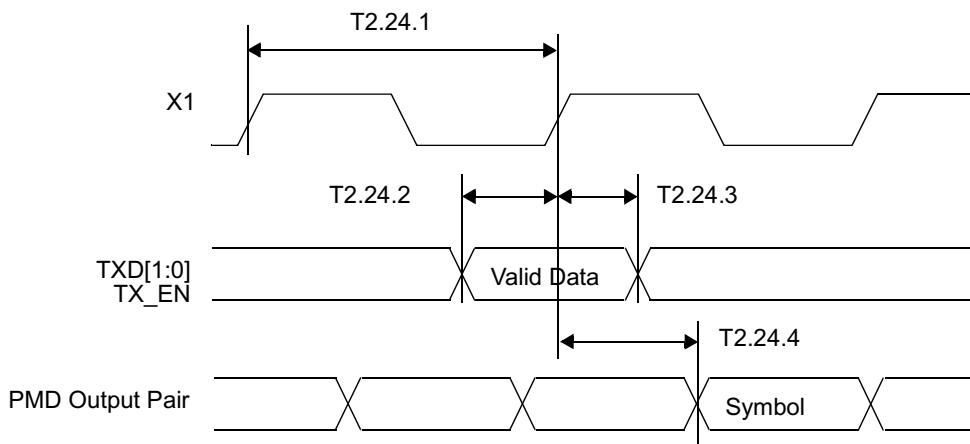 T2.24.1
X1
T2.24.2
T2.24.3
TXD[1:0]
TX_EN
Valid Data
T2.24.4
PMD Output Pair
Symbol